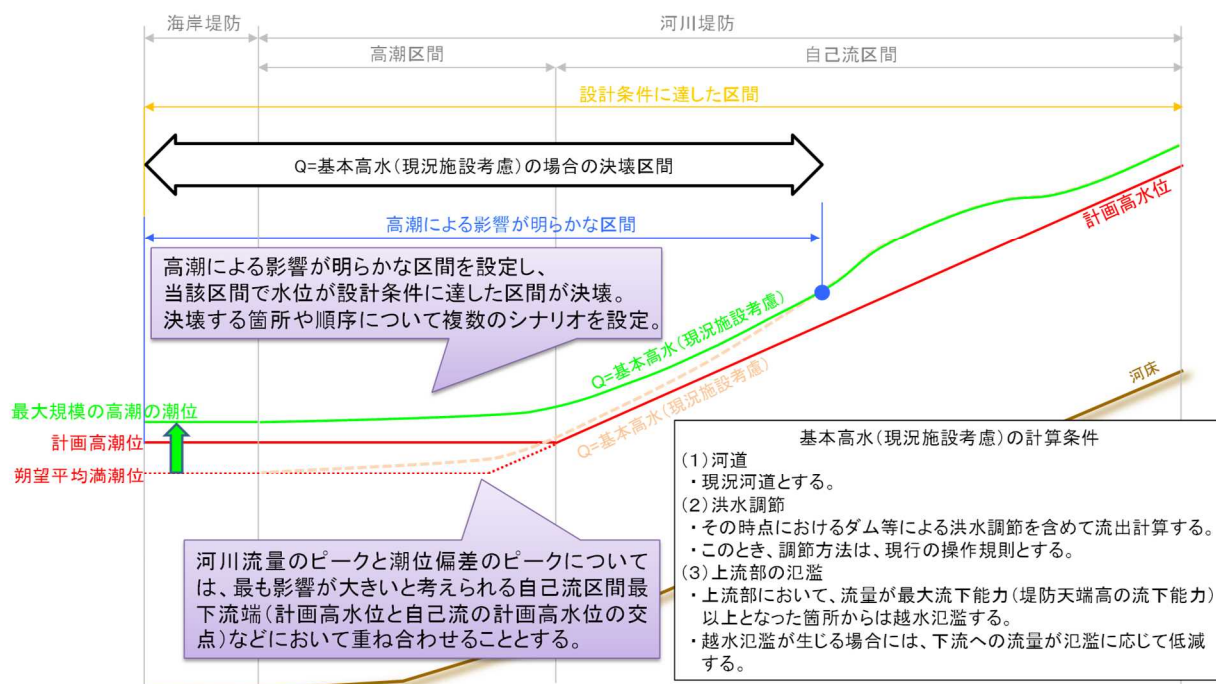 海岸堤防
河川堤防
高潮区間
自己流区間
設計条件に達した区間
Q=基本高水(現況施設考慮)の場合の決壊区間
高潮による影響が明らかな区間
計画高水位
高潮による影響が明らかな区間を設定し、
当該区間で水位が設計条件に達した区間が決壊。
決壊する箇所や順序について複数のシナリオを設定。
Q=基本高水(現況施設考慮)
Q=基本高水(現況施設考慮)
河床
最大規模の高潮の潮位
計画高潮位
朔望平均満潮位
河川流量のピークと潮位偏差のピークについて
は、最も影響が大きいと考えられる自己流区間最
下流端(計画高水位と自己流の計画高水位の交
点)などにおいて重ね合わせることとする。
基本高水(現況施設考慮)の計算条件
(1)河道
・現況河道とする。
(2)洪水調節
・その時点におけるダム等による洪水調節を含めて流出計算する。
・このとき、調節方法は、現行の操作規則とする。
(3)上流部の氾濫
・上流部において、流量が最大流下能力(堤防天端高の流下能力)
以上となった箇所からは越水氾濫する。
・越水氾濫が生じる場合には、下流への流量が氾濫に応じて低減
する。